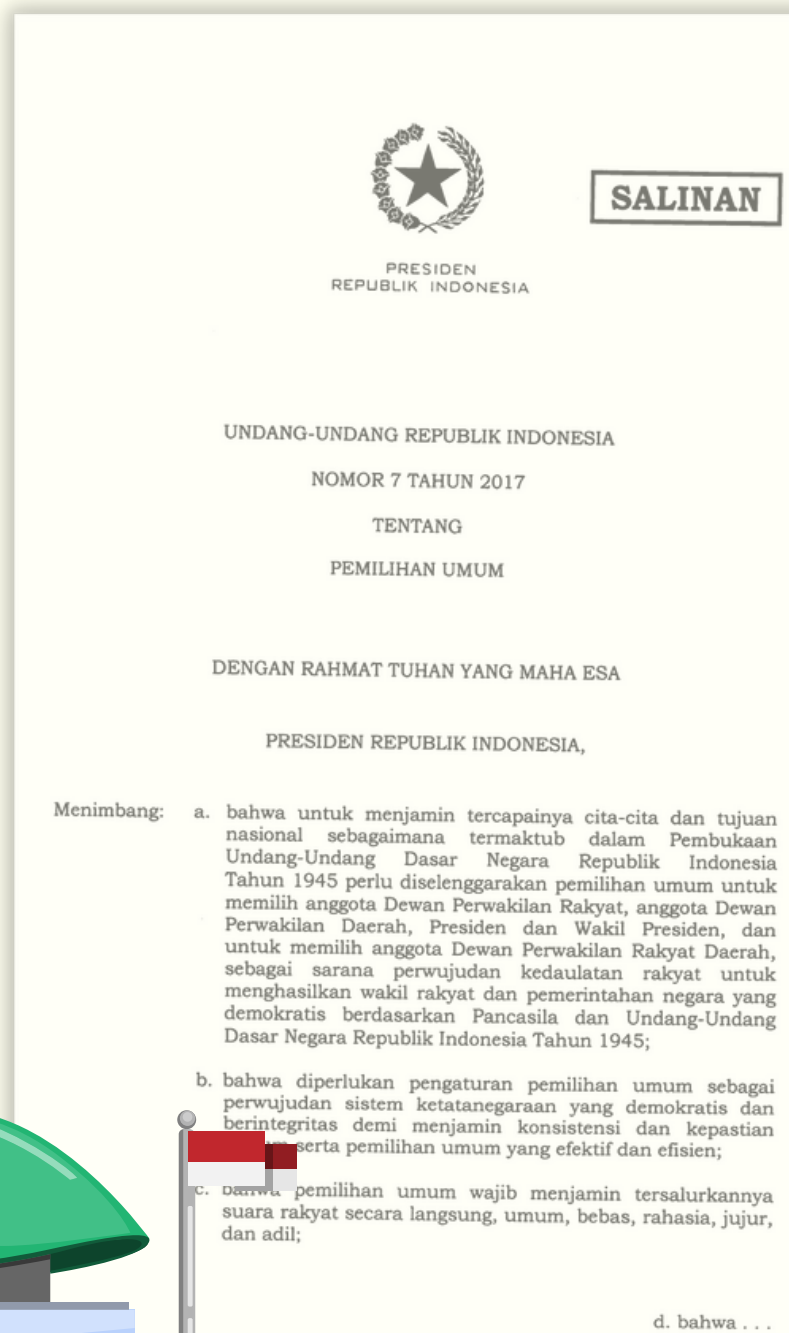 SALINAN
PRESIDEN
REPUBLIK INDONESIA
UNDANG-UNDANG REPUBLIK INDONESIA
NOMOR 7 TAHUN 2017
TENTANG
PEMILIHAN UMUM
DENGAN RAHMAT TUHAN YANG MAHA ESA
PRESIDEN REPUBLIK INDONESIA,
Menimbang: a. bahwa untuk menjamin tercapainya cita-cita dan tujuan
nasional sebagaimana termaktub dalam Pembukaan
Undang-Undang Dasar Negara Republik Indonesia
Tahun 1945 perlu diselenggarakan pemilihan umum untuk
memilih anggota Dewan Perwakilan Rakyat, anggota Dewan
Perwakilan Daerah, Presiden dan Wakil Presiden, dan
untuk memilih anggota Dewan Perwakilan Rakyat Daerah,
sebagai sarana perwujudan kedaulatan rakyat untuk
menghasilkan wakil rakyat dan pemerintahan negara yang
demokratis berdasarkan Pancasila dan Undang-Undang
Dasar Negara Republik Indonesia Tahun 1945;
b. bahwa diperlukan pengaturan pemilihan umum sebagai
perwujudan sistem ketatanegaraan yang demokratis dan
berintegritas demi menjamin konsistensi dan kepastian
serta pemilihan umum yang efektif dan efisien;
c. bahwa pemilihan umum wajib menjamin tersalurkannya
suara rakyat secara langsung, umum, bebas, rahasia, jujur,
dan adil;
d. bahwa . . .